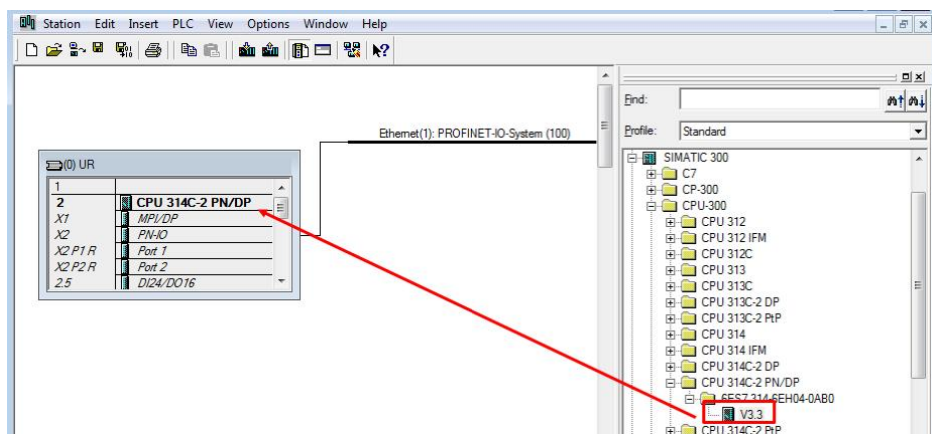 Station Edit Insert PLC View Options Window Help
Find:
Profile: Standard
Ethernet(1): PROFINET-IO-System (100)
(0) UR
1
2 CPU 314C-2 PN/DP
X1 MPI/DP
X2 PN-IO
X2 P1 R Port 1
X2 P2 R Port 2
2.5 DI24/DO16
SIMATIC 300
C7
CP-300
CPU-300
CPU 312
CPU 312 IFM
CPU 312C
CPU 313
CPU 313C
CPU 313C-2 DP
CPU 313C-2 PtP
CPU 314
CPU 314 IFM
CPU 314C-2 DP
CPU 314C-2 PN/DP
6ES7 314-6EH04-0AB0
V3.3
CPU 314C-2 PtP